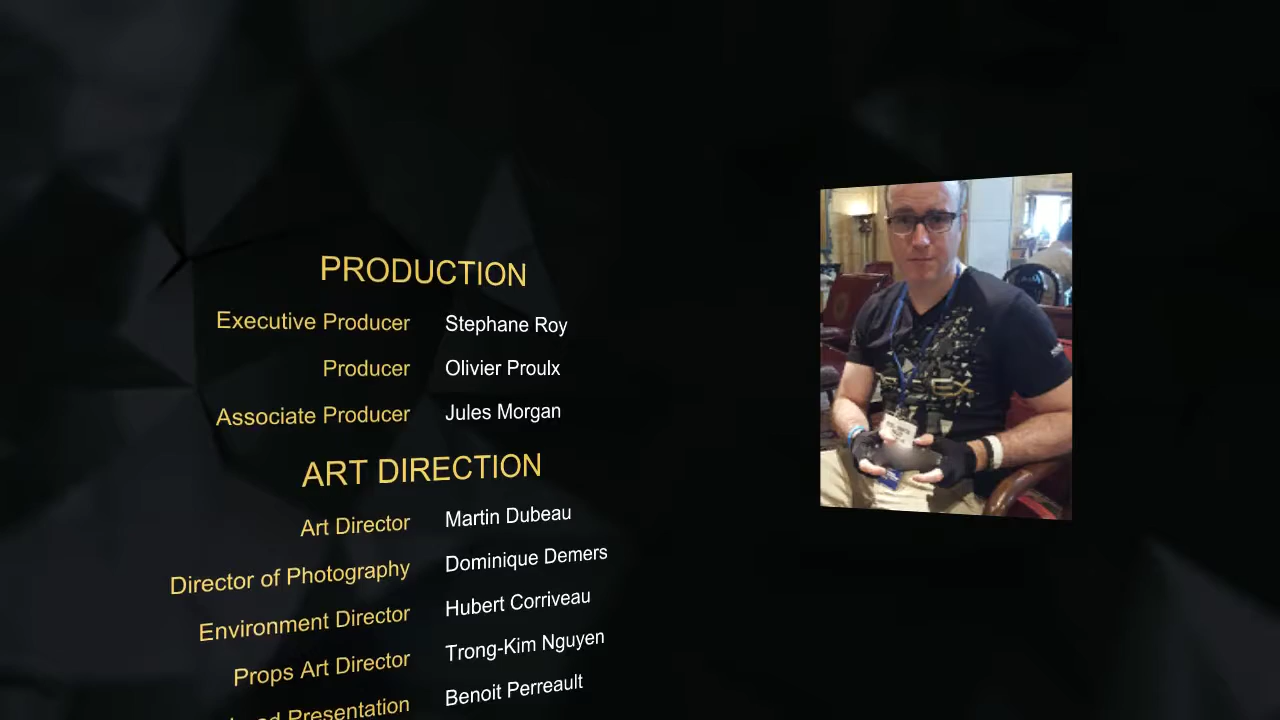 PRODUCTION
Executive Producer Stephane Roy
Producer Olivier Proulx
Associate Producer Jules Morgan
ART DIRECTION
Art Director Martin Dubeau
Director of Photography Dominique Demers
Environment Director Hubert Corriveau
Props Art Director Trong-Kim Nguyen
Presentation Benoit Perreault